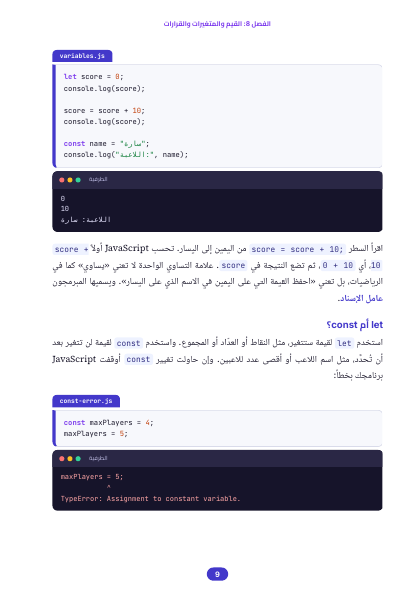 الفصل 8: القيم والمتغيرات والقرارات
variables.js
let score = 0;
console.log(score);
score = score + 10;
console.log(score);
const name = "سارة";
console.log("اللاعبة:", name);
الطرفية
0
10
اللاعبة: سارة
اقرأ السطر score = score + 10; من اليمين إلى اليسار. تحسب JavaScript أولاً score +
10، أي 0 + 10، ثم تضع النتيجة في score. علامة التساوي الواحدة لا تعني «يساوي» كما في
الرياضيات، بل تعني «احفظ القيمة التي على اليمين في الاسم الذي على اليسار». ويسميها المبرمجون
عامل الإسناد.
let أم const؟
استخدم let لقيمة ستتغير، مثل النقاط أو العدّاد أو المجموع. واستخدم const لقيمة لن تتغير بعد
أن تُحدَّد، مثل اسم اللاعب أو أقصى عدد للاعبين. وإن حاولت تغيير const أوقفت JavaScript
برنامجك بخطأ:
const-error.js
const maxPlayers = 4;
maxPlayers = 5;
الطرفية
maxPlayers = 5;
^
TypeError: Assignment to constant variable.
9